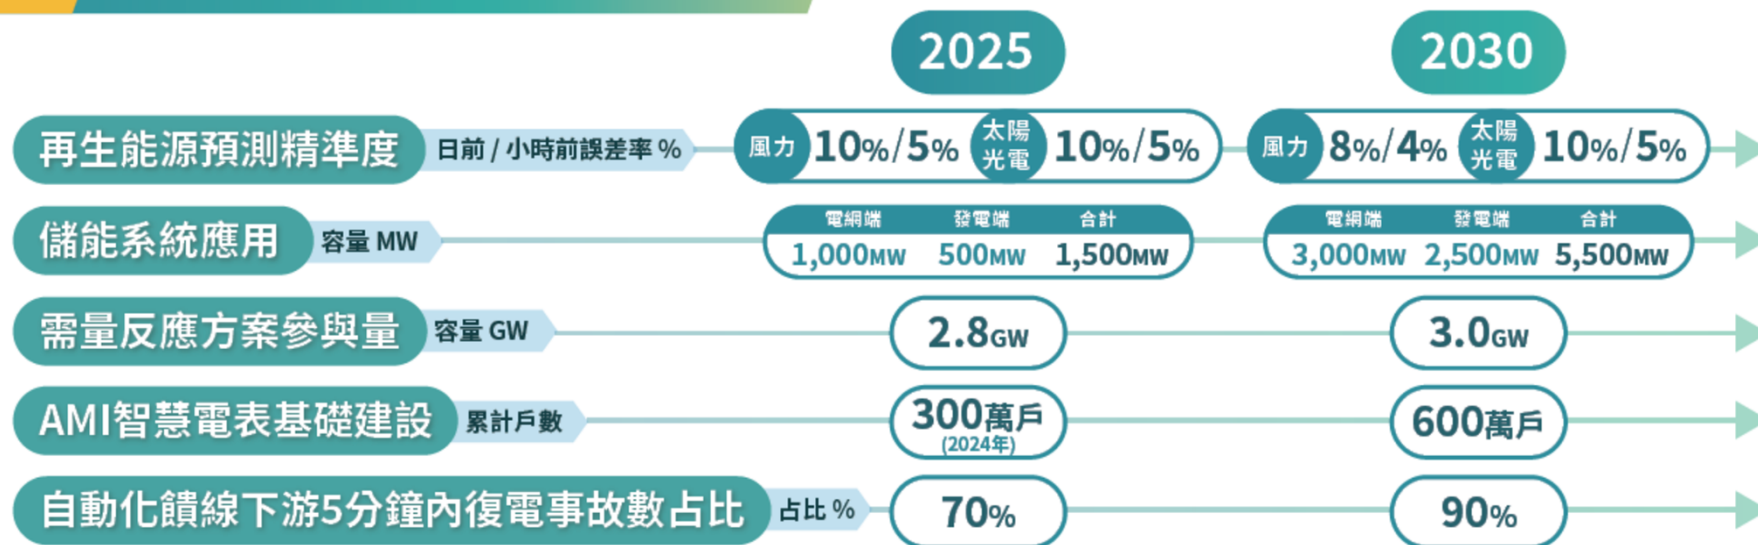 2025
2030
再生能源預測精準度 日前 / 小時前誤差率 % 風力 10%/5% 太陽光電 10%/5% 風力 8%/4% 太陽光電 10%/5%
儲能系統應用 容量 MW
電網端 發電端 合計
1,000MW 500MW 1,500MW
電網端 發電端 合計
3,000MW 2,500MW 5,500MW
需量反應方案參與量 容量 GW 2.8GW 3.0GW
AMI智慧電表基礎建設 累計戶數 300萬戶
(2024年)
600萬戶
自動化饋線下游5分鐘內復電事故數占比 占比 % 70% 90%